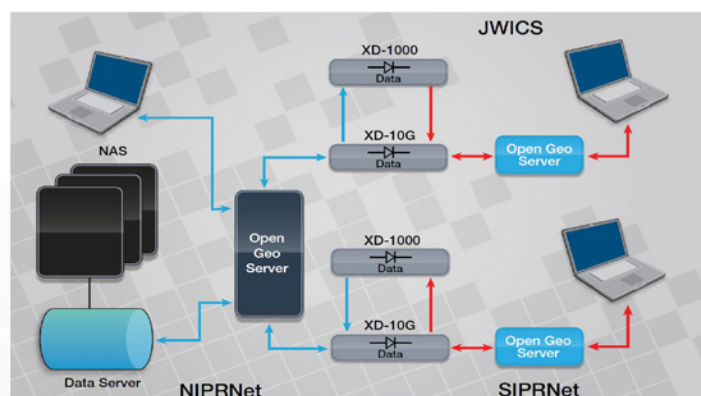 JWICS
XD-1000
Data
NAS
XD-10G
Data
Open Geo
Server
Open
Geo
Server
XD-1000
Data
XD-10G
Data
Open Geo
Server
Data Server
NIPRNet
SIPRNet